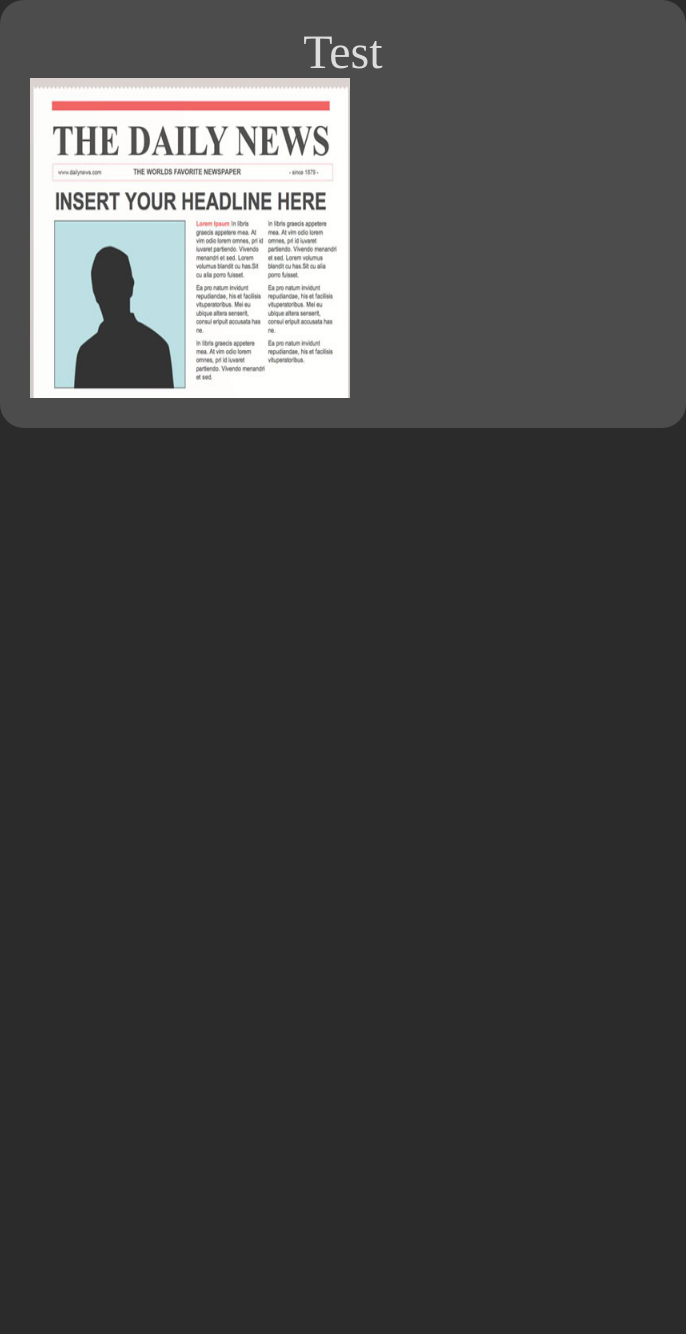 Test
THE DAILY NEWS
www.dailynews.com THE WORLDS FAVORITE NEWSPAPER - since 1879 -
INSERT YOUR HEADLINE HERE
Lorem ipsum In libris
graecis appetere mea. At
vim odio lorem omnes, pri id
iuvaret partiendo. Vivendo
menandri et sed. Lorem
volumus blandit cu has.Sit
cu alia porro fuisset.
Ea pro natum invidunt
repudiandae, his et facilisis
vituperatoribus. Mei eu
ubique altera senserit,
consul eripuit accusata has
ne.
In libris graecis appetere
mea. At vim odio lorem
omnes, pri id iuvaret
partiendo. Vivendo menandri
et sed.
In libris graecis appetere
mea. At vim odio lorem
omnes, pri id iuvaret
partiendo. Vivendo menandri
et sed. Lorem volumus
blandit cu has.Sit cu alia
porro fuisset.
Ea pro natum invidunt
repudiandae, his et facilisis
vituperatoribus. Mei eu
ubique altera senserit,
consul eripuit accusata has
ne.
Ea pro natum invidunt
repudiandae, his et facilisis
vituperatoribus.